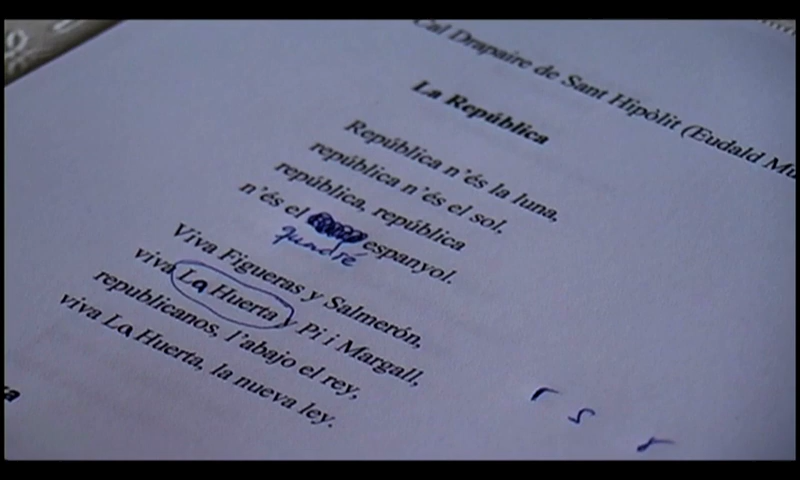 Cal Drapaire de Sant Hipòlit (Eudald Mu
La República
República n'és la luna,
república n'és el sol,
república, república
n'és el espanyol.
quadré
Viva Figueras y Salmerón,
viva La Huerta y Pi i Margall,
republicanos, l'abajo el rey,
viva La Huerta, la nueva ley.
r s r